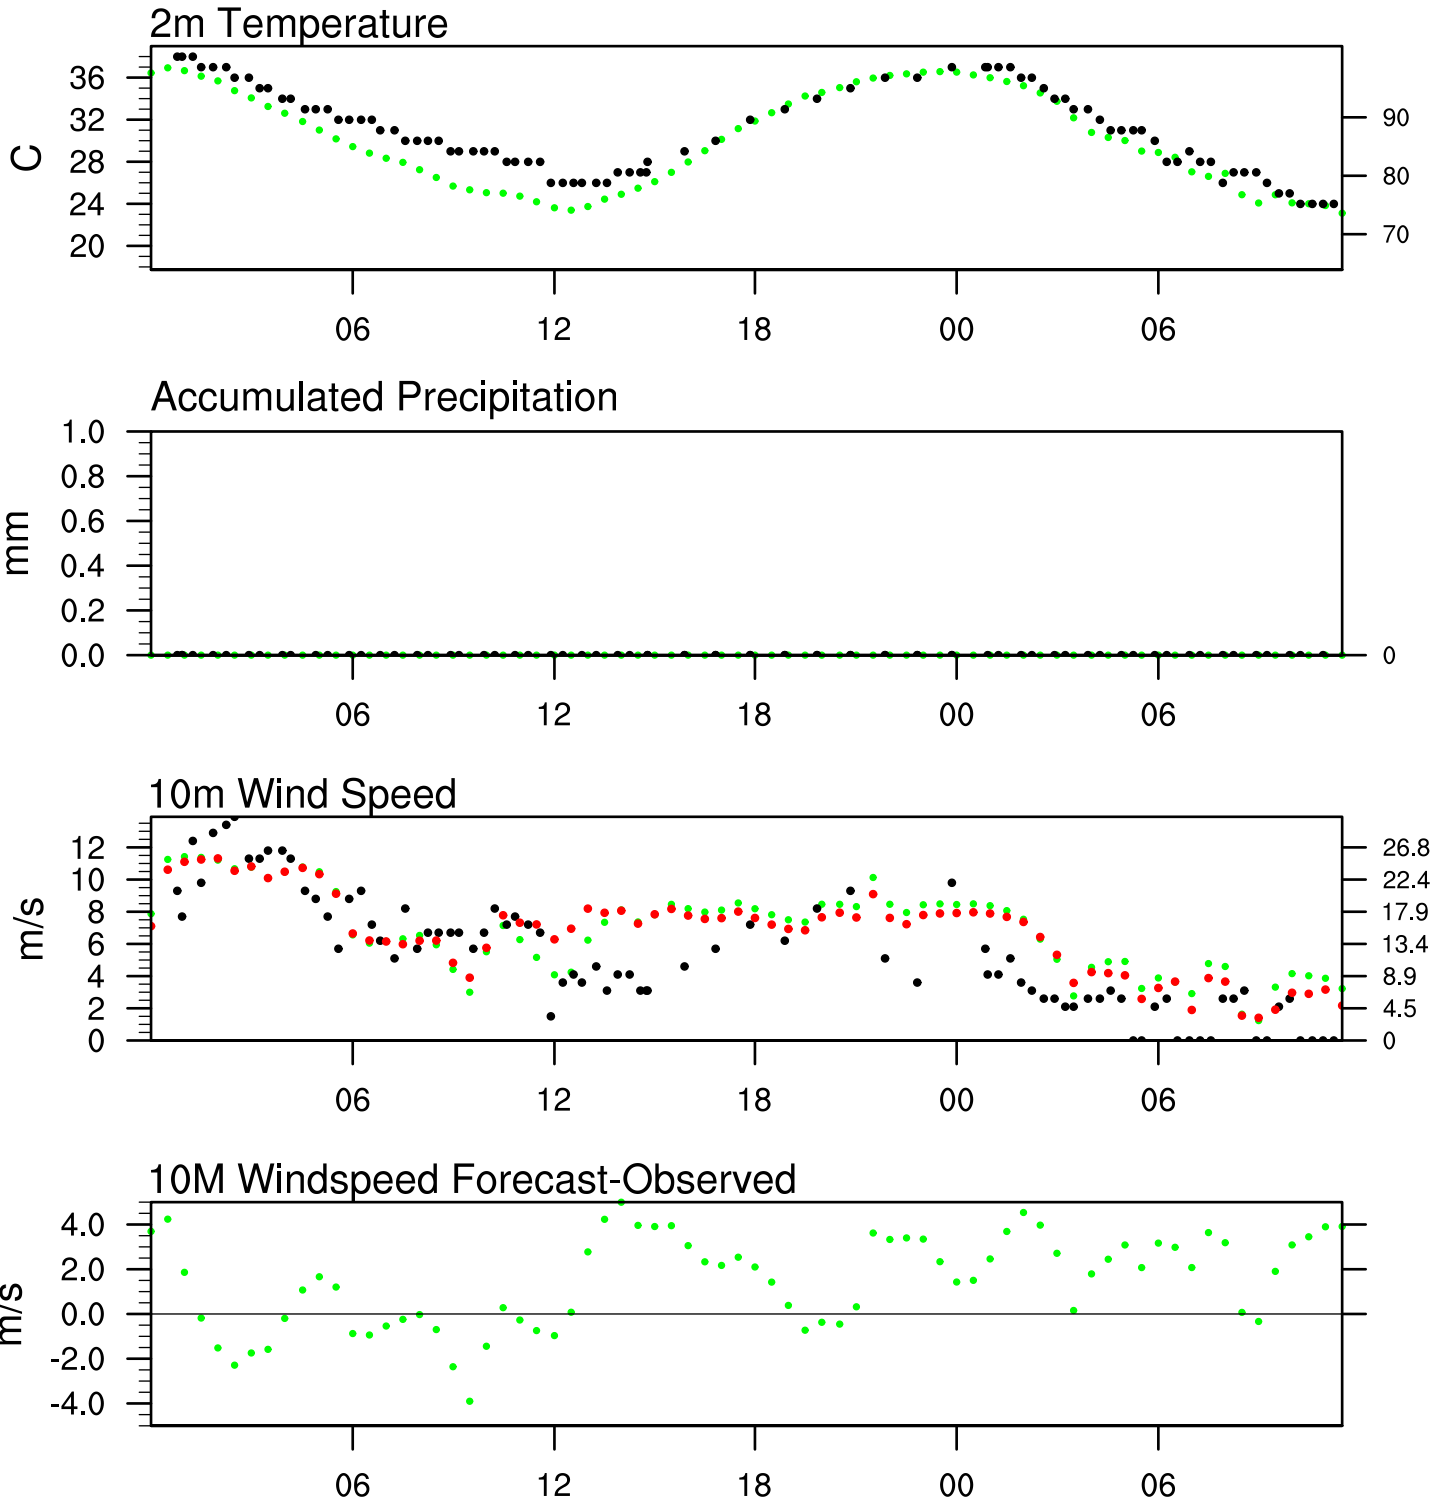 2m Temperature
36
32
28
24
20
C
90
80
70
06 12 18 00 06
Accumulated Precipitation
1.0
0.8
0.6
0.4
0.2
0.0
mm
0
06 12 18 00 06
10m Wind Speed
12
10
8
6
4
2
0
m/s
26.8
22.4
17.9
13.4
8.9
4.5
0
06 12 18 00 06
10M Windspeed Forecast-Observed
4.0
2.0
0.0
-2.0
-4.0
m/s
06 12 18 00 06